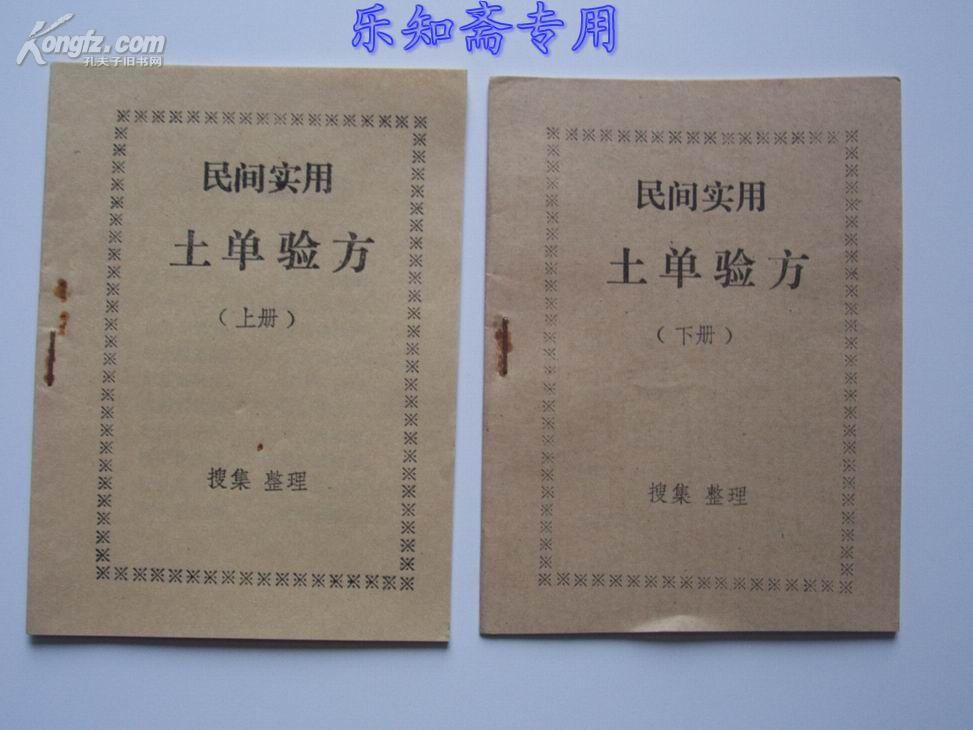 Kongfz.com
孔夫子旧书网
乐知斋专用
民间实用
土单验方
（上册）
搜集 整理
民间实用
土单验方
（下册）
搜集 整理